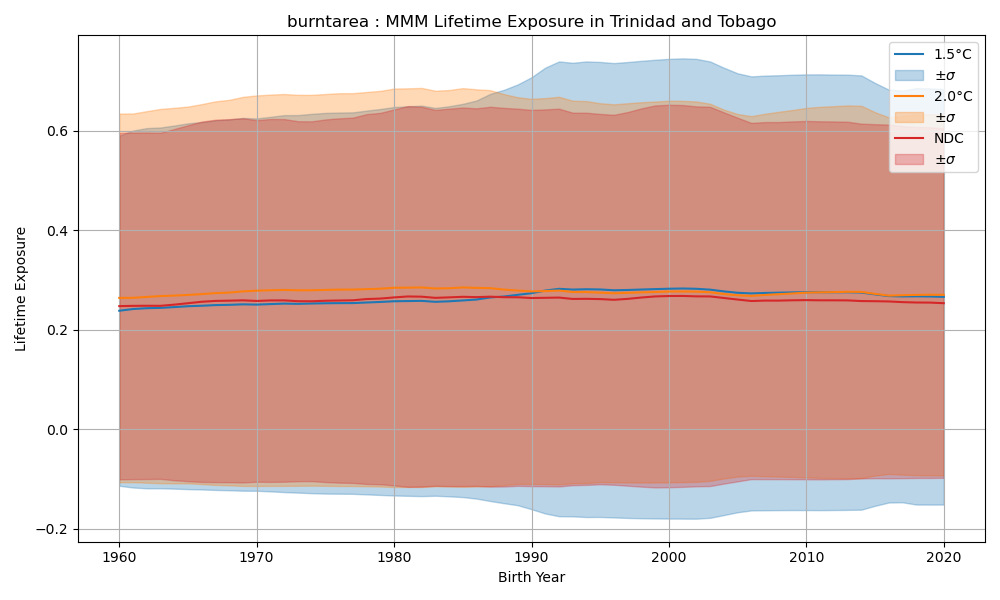 burntarea : MMM Lifetime Exposure in Trinidad and Tobago
1.5°C
±σ
2.0°C
±σ
NDC
±σ
Lifetime Exposure
0.6
0.4
0.2
0.0
−0.2
1960 1970 1980 1990 2000 2010 2020
Birth Year